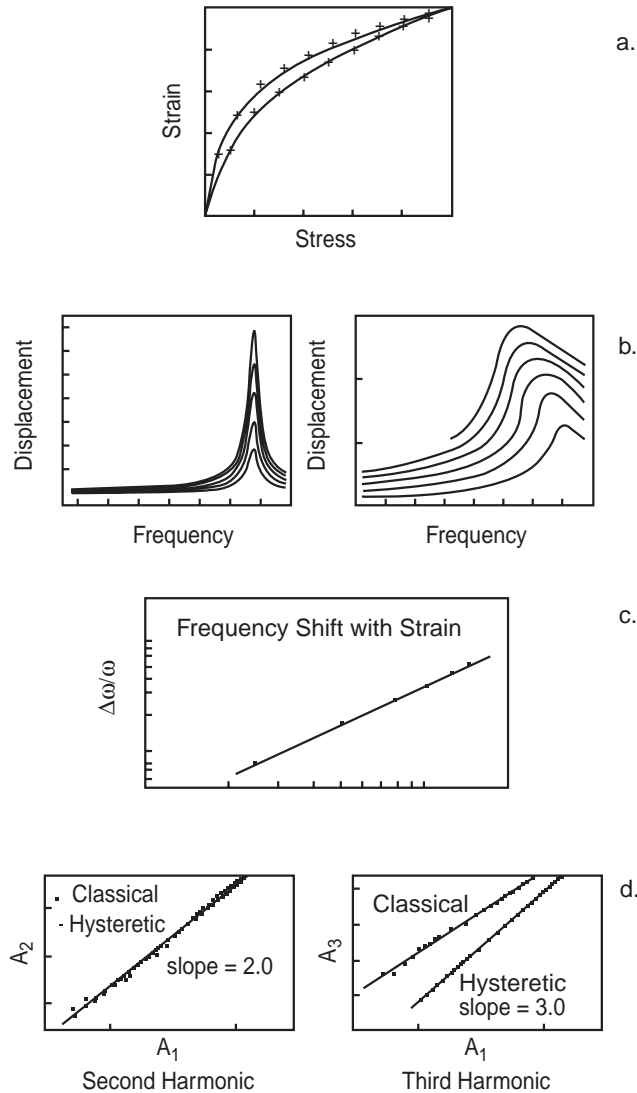 a.
Strain
Stress
b.
Displacement
Frequency
Displacement
Frequency
c.
Frequency Shift with Strain
Δω/ω
d.
Classical
Hysteretic
slope = 2.0
A2
A1
Second Harmonic
Classical
Hysteretic
slope = 3.0
A3
A1
Third Harmonic